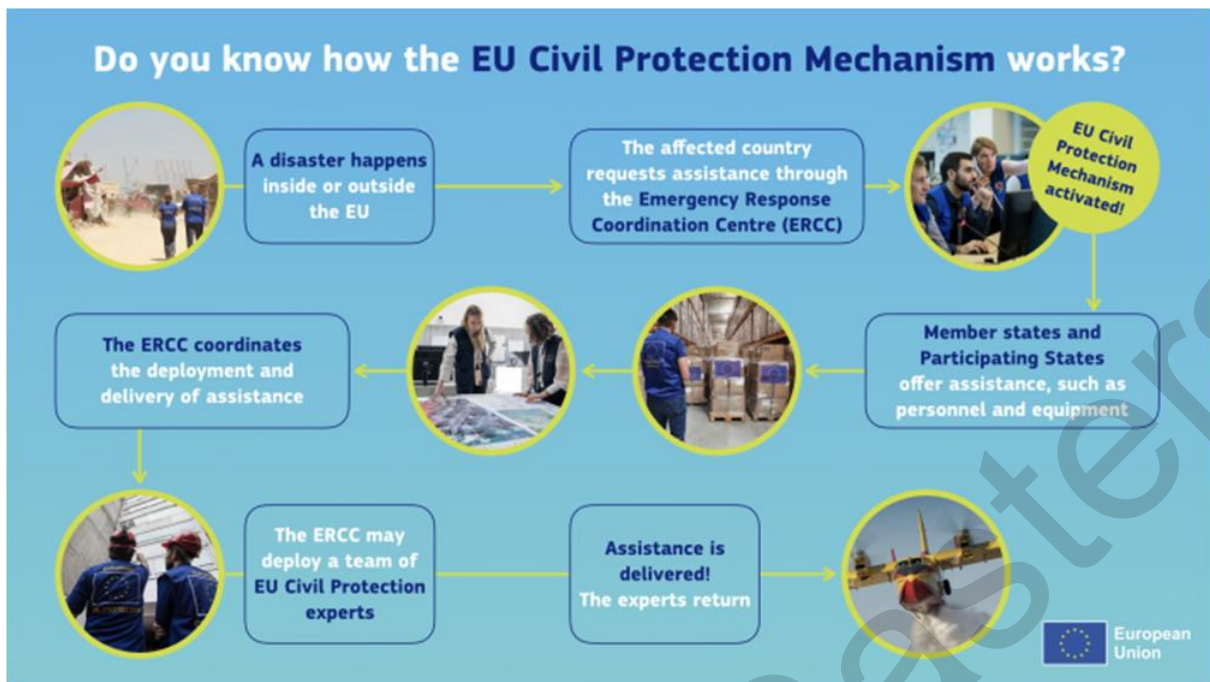 Do you know how the EU Civil Protection Mechanism works?
A disaster happens
inside or outside
the EU
The affected country
requests assistance through
the Emergency Response
Coordination Centre (ERCC)
EU Civil
Protection
Mechanism
activated!
Member states and
Participating States
offer assistance, such as
personnel and equipment
The ERCC coordinates
the deployment and
delivery of assistance
The ERCC may
deploy a team of
EU Civil Protection
experts
Assistance is
delivered!
The experts return
European
Union